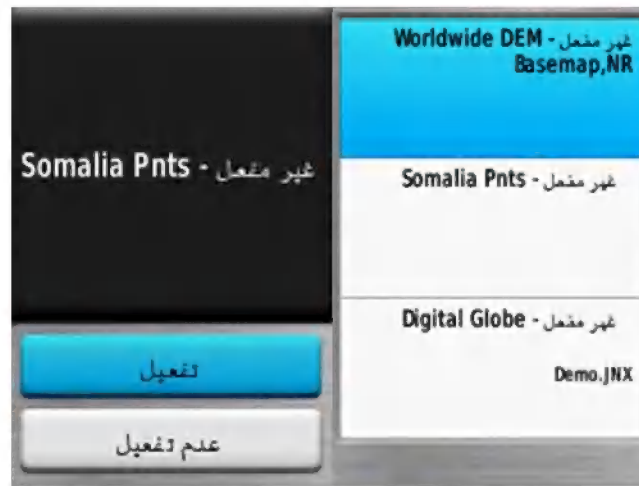 غير مفعل - Somalia Pnts
تفعيل
عدم تفعيل
غير مفعل - Worldwide DEM
Basemap,NR
غير مفعل - Somalia Pnts
غير مفعل - Digital Globe
Demo.JNX